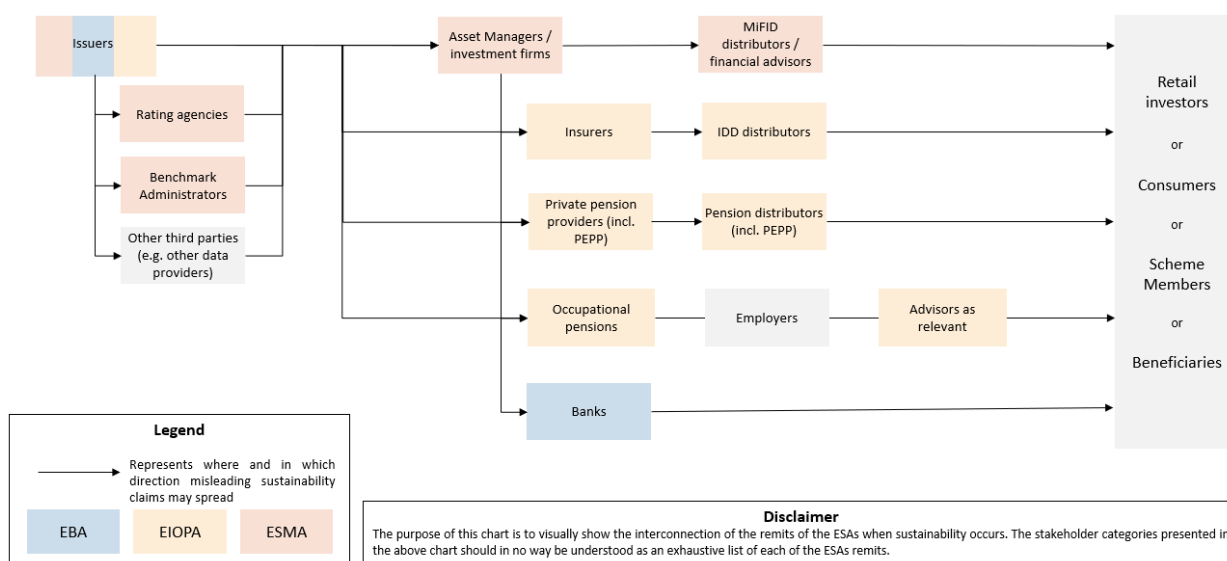 Issuers
Rating agencies
Benchmark
Administrators
Other third parties
(e.g. other data
providers)
Asset Managers /
investment firms
MiFID
distributors /
financial advisors
Insurers
IDD distributors
Private pension
providers (incl.
PEPP)
Pension distributors
(incl. PEPP)
Occupational
pensions
Employers
Advisors as
relevant
Banks
Retail
investors
or
Consumers
or
Scheme
Members
or
Beneficiaries
Legend
Represents where and in which
direction misleading sustainability
claims may spread
EBA
EIOPA
ESMA
Disclaimer
The purpose of this chart is to visually show the interconnection of the remits of the ESAs when sustainability occurs. The stakeholder categories presented in
the above chart should in no way be understood as an exhaustive list of each of the ESAs remits.